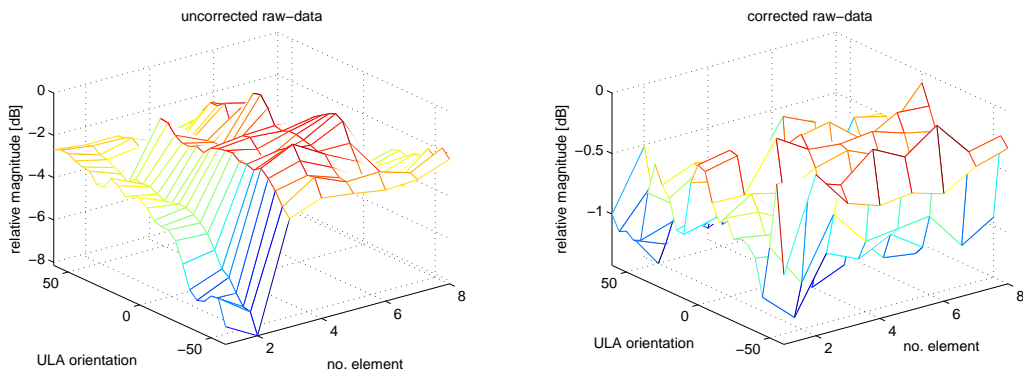 uncorrected raw−data
0
−2
−4
−6
−8
relative magnitude [dB]
50
0
−50
ULA orientation
2
4
6
8
no. element
corrected raw−data
0
−0.5
−1
relative magnitude [dB]
50
0
−50
ULA orientation
2
4
6
8
no. element